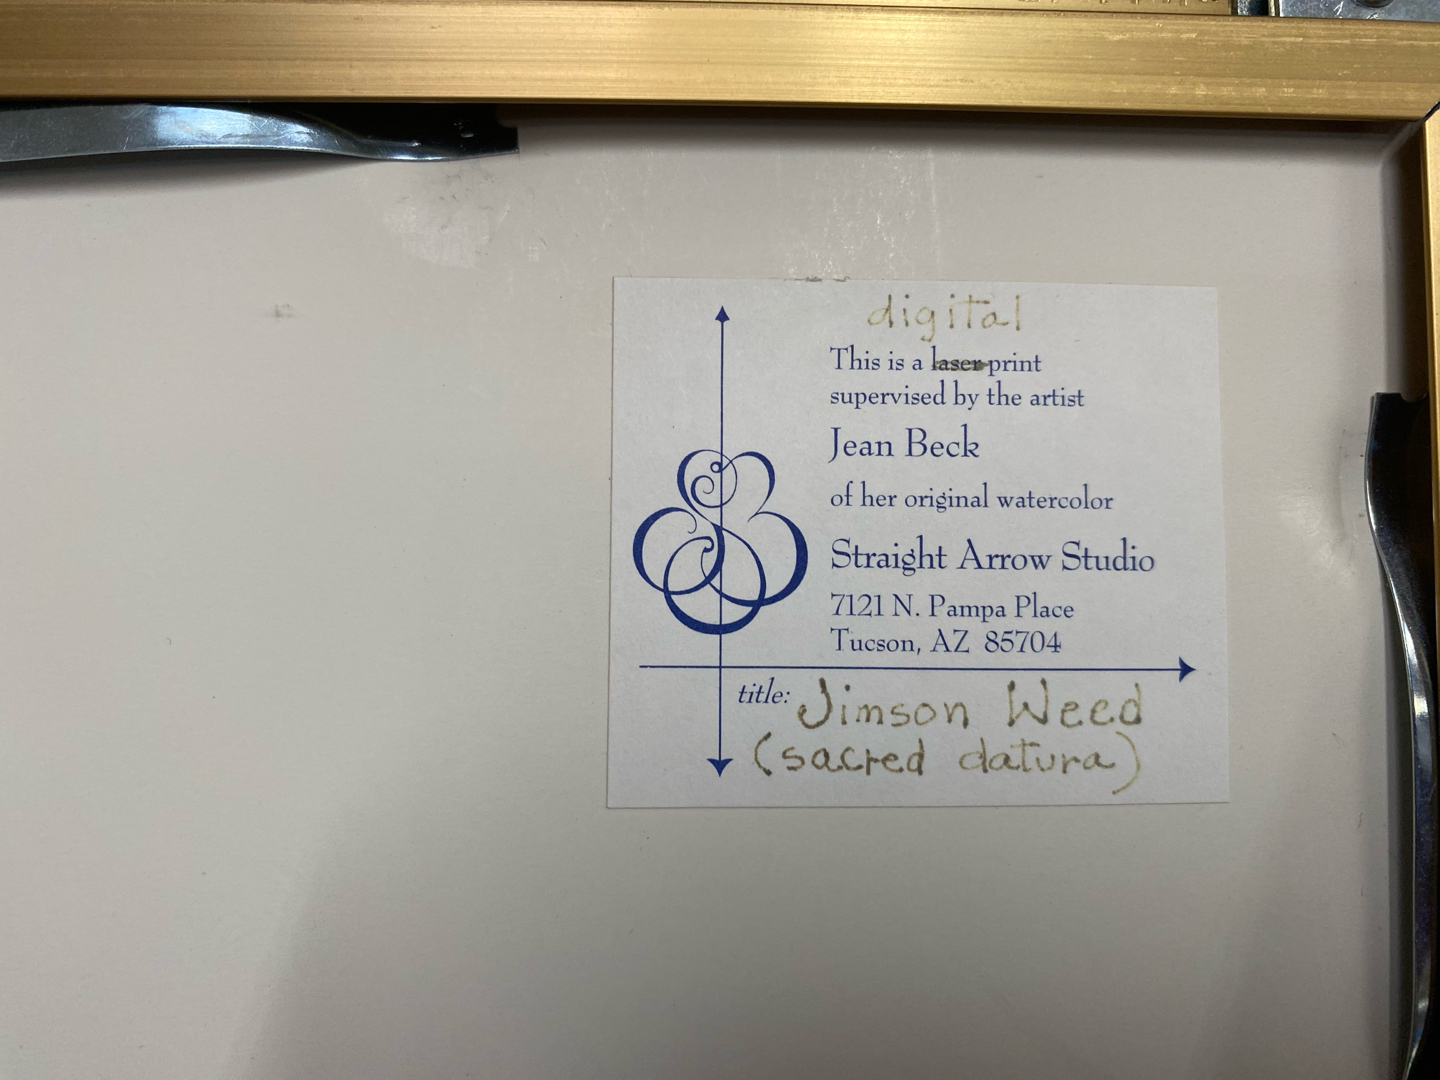 digital
This is a laser print
supervised by the artist
Jean Beck
of her original watercolor
Straight Arrow Studio
7121 N. Pampa Place
Tucson, AZ 85704
title: Jimson Weed
(sacred datura)